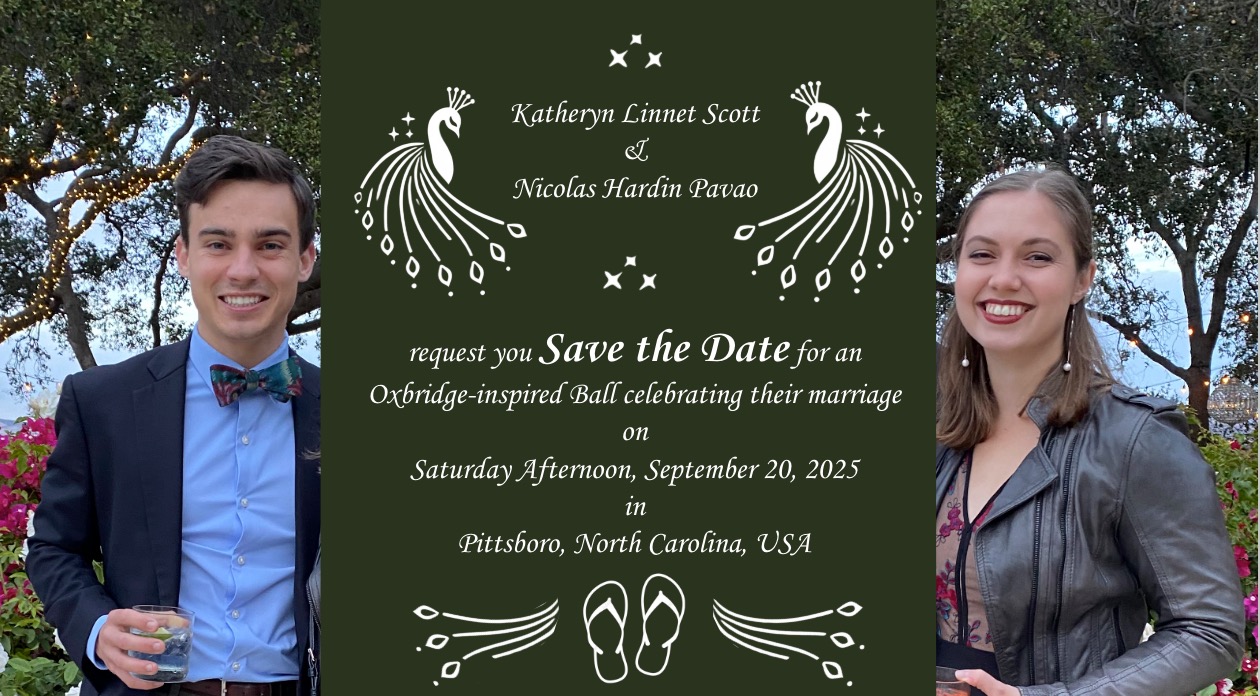 Katheryn Linnet Scott
&
Nicolas Hardin Pavao
request you Save the Date for an
Oxbridge-inspired Ball celebrating their marriage
on
Saturday Afternoon, September 20, 2025
in
Pittsboro, North Carolina, USA